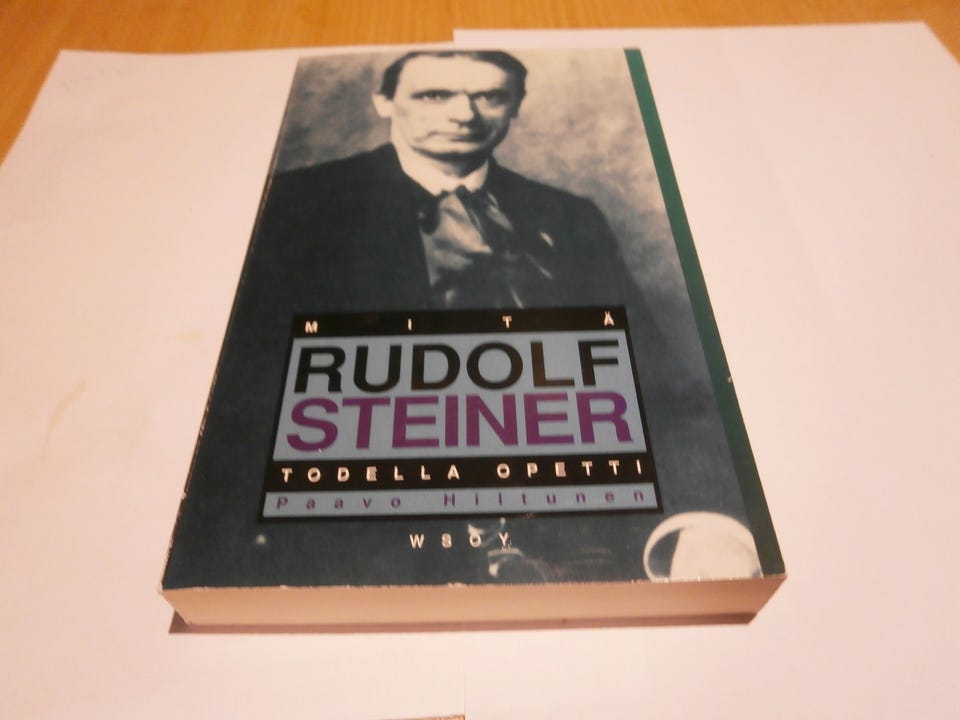 MITÄ
RUDOLF
STEINER
TODELLA OPETTI
Paavo Hiltunen
WSOY